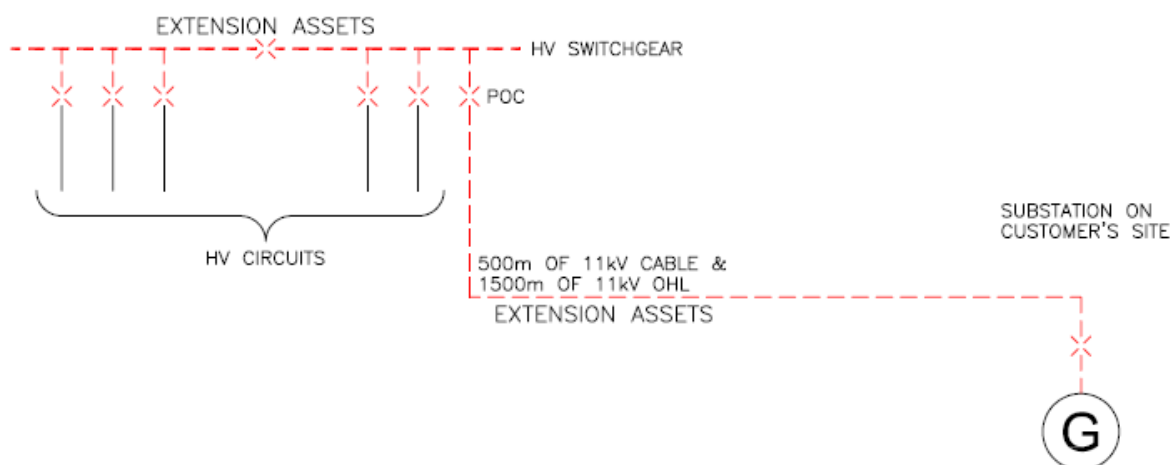 EXTENSION ASSETS
HV SWITCHGEAR
POC
HV CIRCUITS
SUBSTATION ON
CUSTOMER'S SITE
500m OF 11kV CABLE &
1500m OF 11kV OHL
EXTENSION ASSETS
G